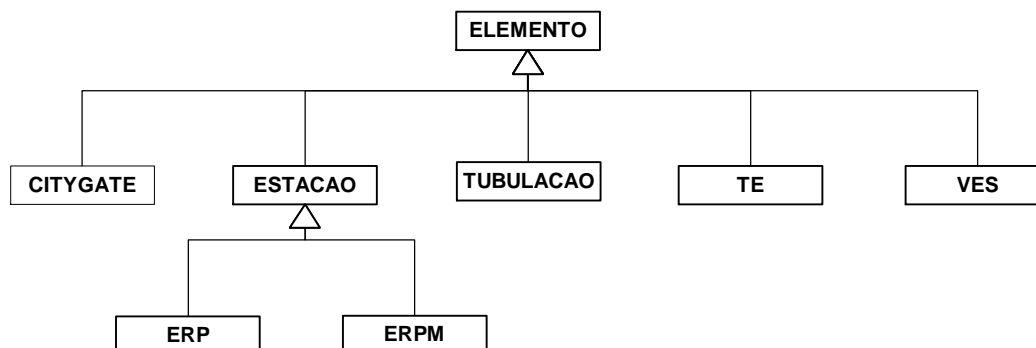 ELEMENTO
CITYGATE
ESTACAO
TUBULACAO
TE
VES
ERP
ERPM